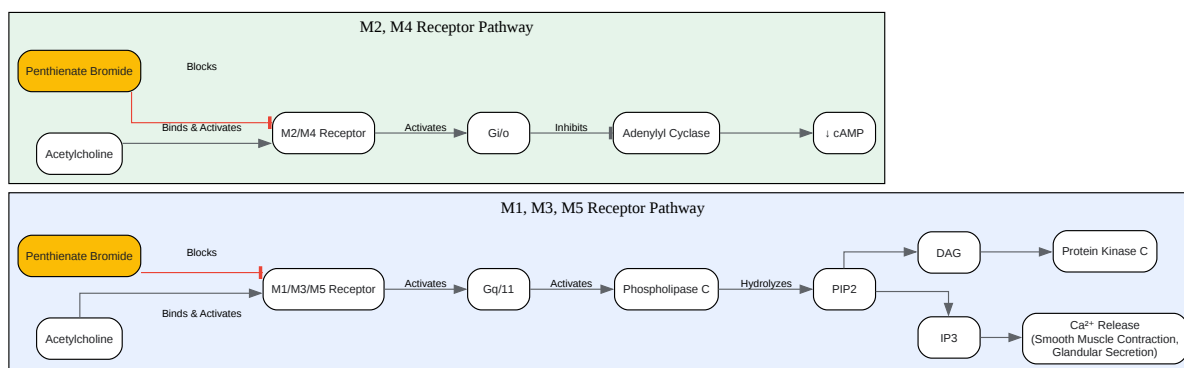 M2, M4 Receptor Pathway
Penthienate Bromide
Blocks
Binds & Activates
Acetylcholine
M2/M4 Receptor
Activates
Gi/o
Inhibits
Adenylyl Cyclase
↓ cAMP
M1, M3, M5 Receptor Pathway
Penthienate Bromide
Blocks
Binds & Activates
Acetylcholine
M1/M3/M5 Receptor
Activates
Gq/11
Activates
Phospholipase C
Hydrolyzes
PIP2
DAG
Protein Kinase C
IP3
Ca²⁺ Release
(Smooth Muscle Contraction,
Glandular Secretion)